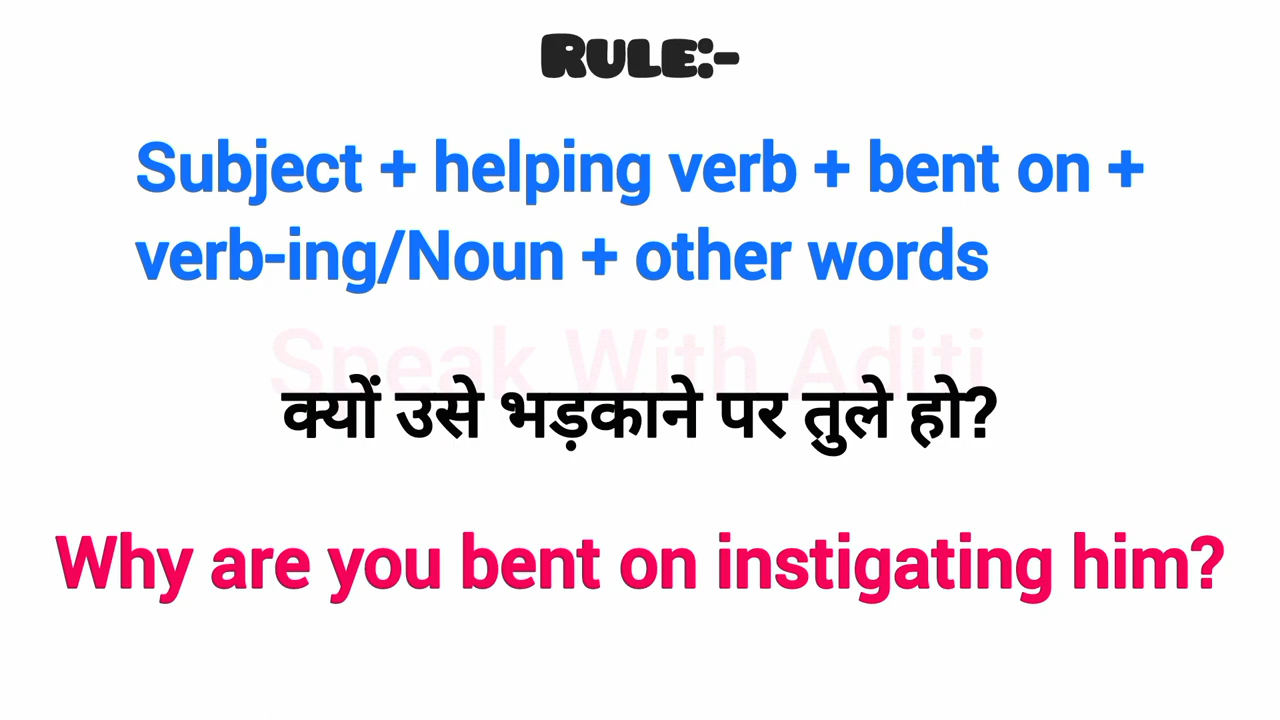 RULE:-
Subject + helping verb + bent on +
verb-ing/Noun + other words
Speak With Aditi
क्यों उसे भड़काने पर तुले हो?
Why are you bent on instigating him?